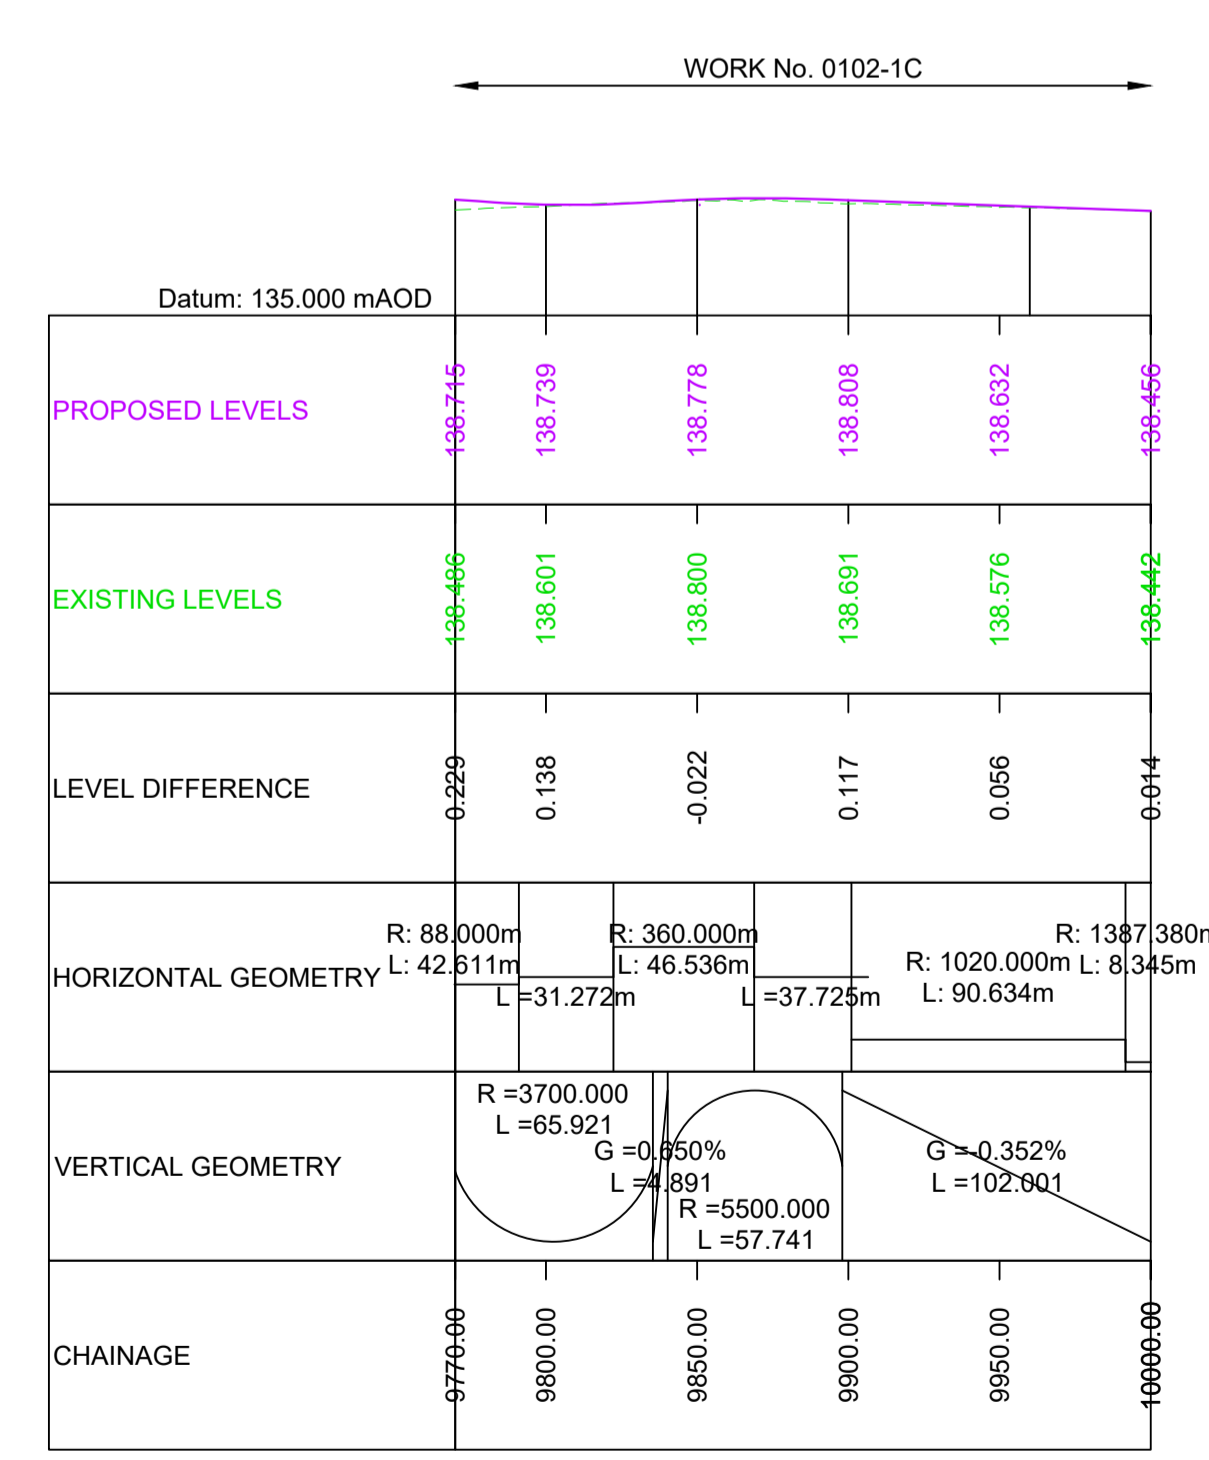 WORK No. 0102-1C
Datum: 135.000 mAOD
PROPOSED LEVELS
138.715
138.739
138.778
138.808
138.632
138.456
EXISTING LEVELS
138.486
138.601
138.800
138.691
138.576
138.442
LEVEL DIFFERENCE
0.229
0.138
-0.022
0.117
0.056
0.014
HORIZONTAL GEOMETRY
R: 88.000m
L: 42.611m
L =31.272m
R: 360.000m
L: 46.536m
L =37.725m
R: 1020.000m
L: 90.634m
R: 1387.380m
L: 8.345m
VERTICAL GEOMETRY
R =3700.000
L =65.921
G =0.650%
L =4.891
R =5500.000
L =57.741
G =-0.352%
L =102.001
CHAINAGE
9770.00
9800.00
9850.00
9900.00
9950.00
10000.00